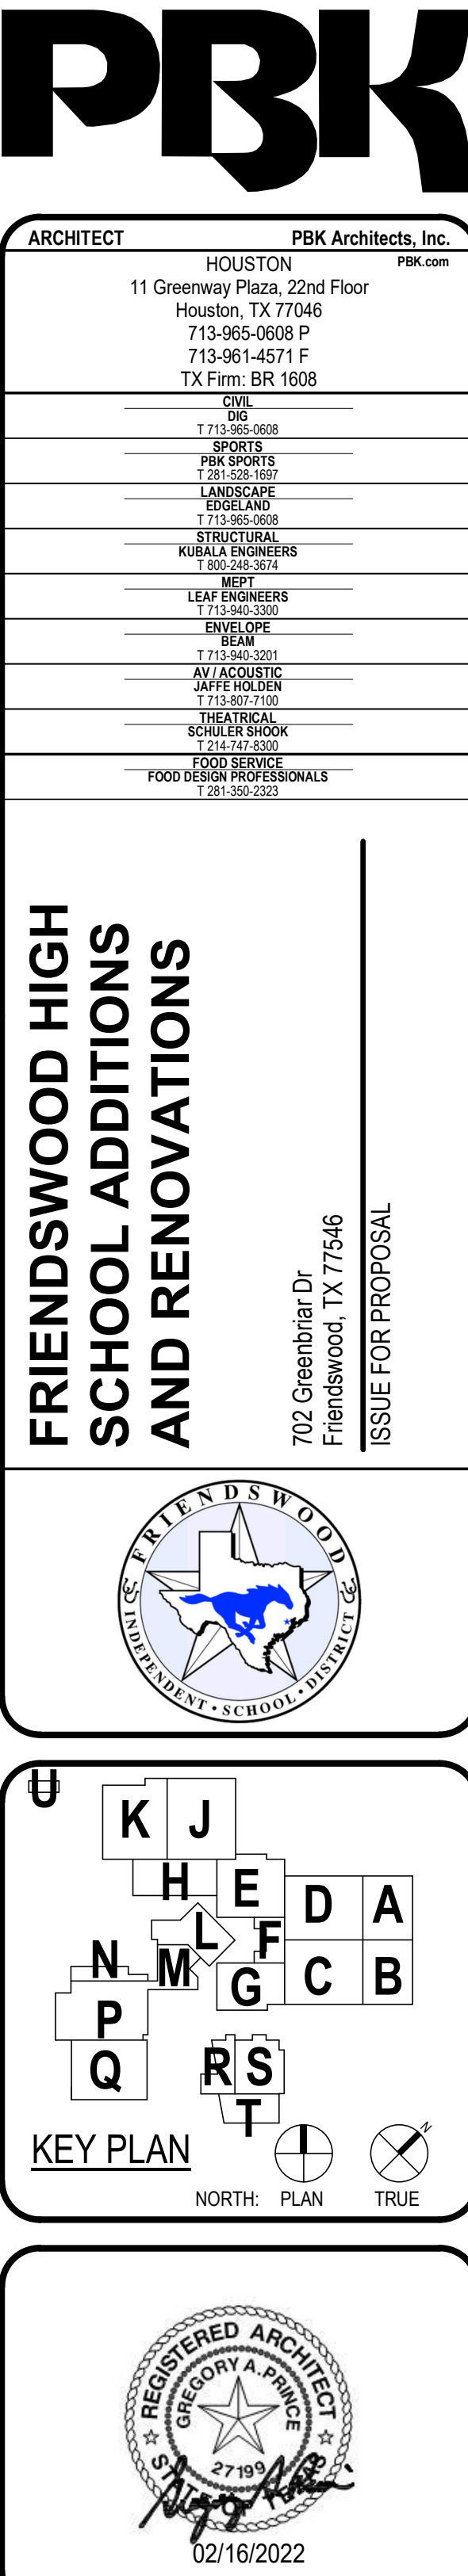 PBK
ARCHITECT PBK Architects, Inc.
HOUSTON PBK.com
11 Greenway Plaza, 22nd Floor
Houston, TX 77046
713-965-0608 P
713-961-4571 F
TX Firm: BR 1608
CIVIL
DIG
T 713-965-0608
SPORTS
PBK SPORTS
T 281-528-1697
LANDSCAPE
EDGELAND
T 713-965-0608
STRUCTURAL
KUBALA ENGINEERS
T 800-248-3674
MEPT
LEAF ENGINEERS
T 713-940-3300
ENVELOPE
BEAM
T 713-940-3201
AV / ACOUSTIC
JAFFE HOLDEN
T 713-807-7100
THEATRICAL
SCHULER SHOOK
T 214-747-8300
FOOD SERVICE
FOOD DESIGN PROFESSIONALS
T 281-350-2323
FRIENDSWOOD HIGH
SCHOOL ADDITIONS
AND RENOVATIONS
702 Greenbriar Dr
Friendswood, TX 77546
ISSUE FOR PROPOSAL
FRIENDSWOOD
INDEPENDENT • SCHOOL • DISTRICT
U
K J
H E D A
L F
N M G C B
P
Q R S
T
KEY PLAN
N
NORTH: PLAN TRUE
REGISTERED ARCHITECT
GREGORY A. PRINCE
27199
STATE OF TEXAS
02/16/2022